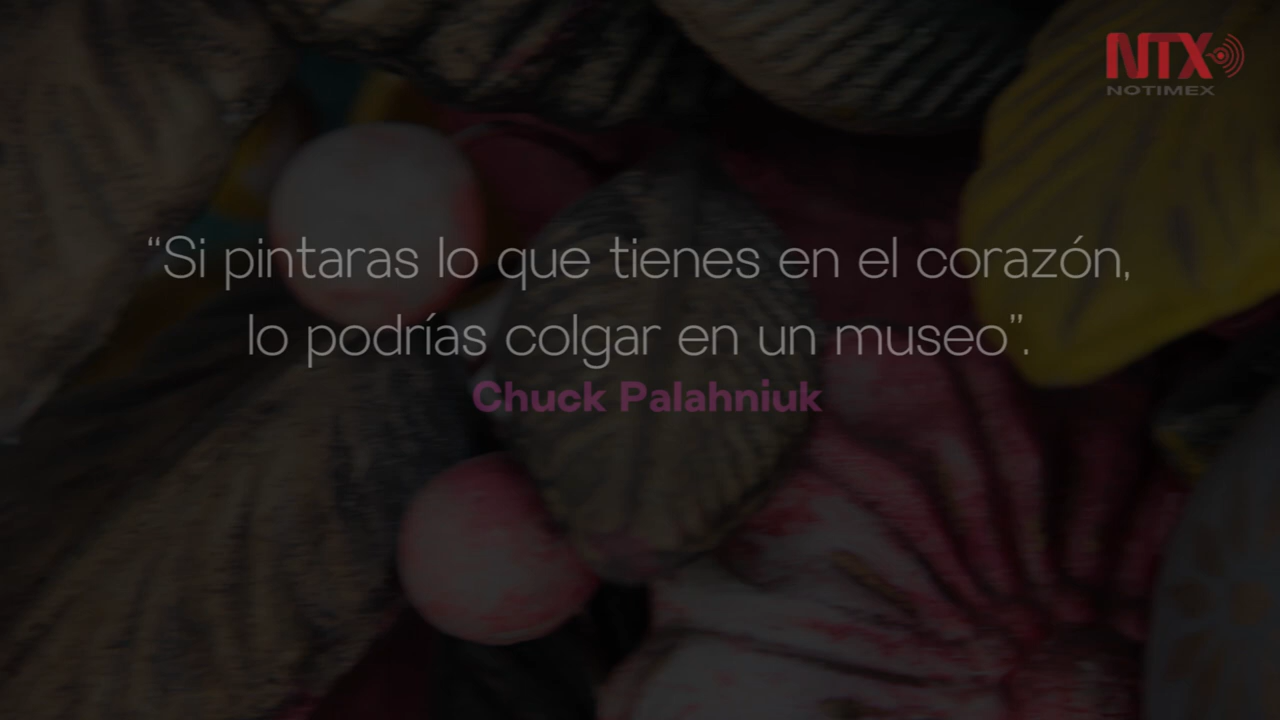 NTX
NOTIMEX
“Si pintaras lo que tienes en el corazón,
lo podrías colgar en un museo”.
Chuck Palahniuk